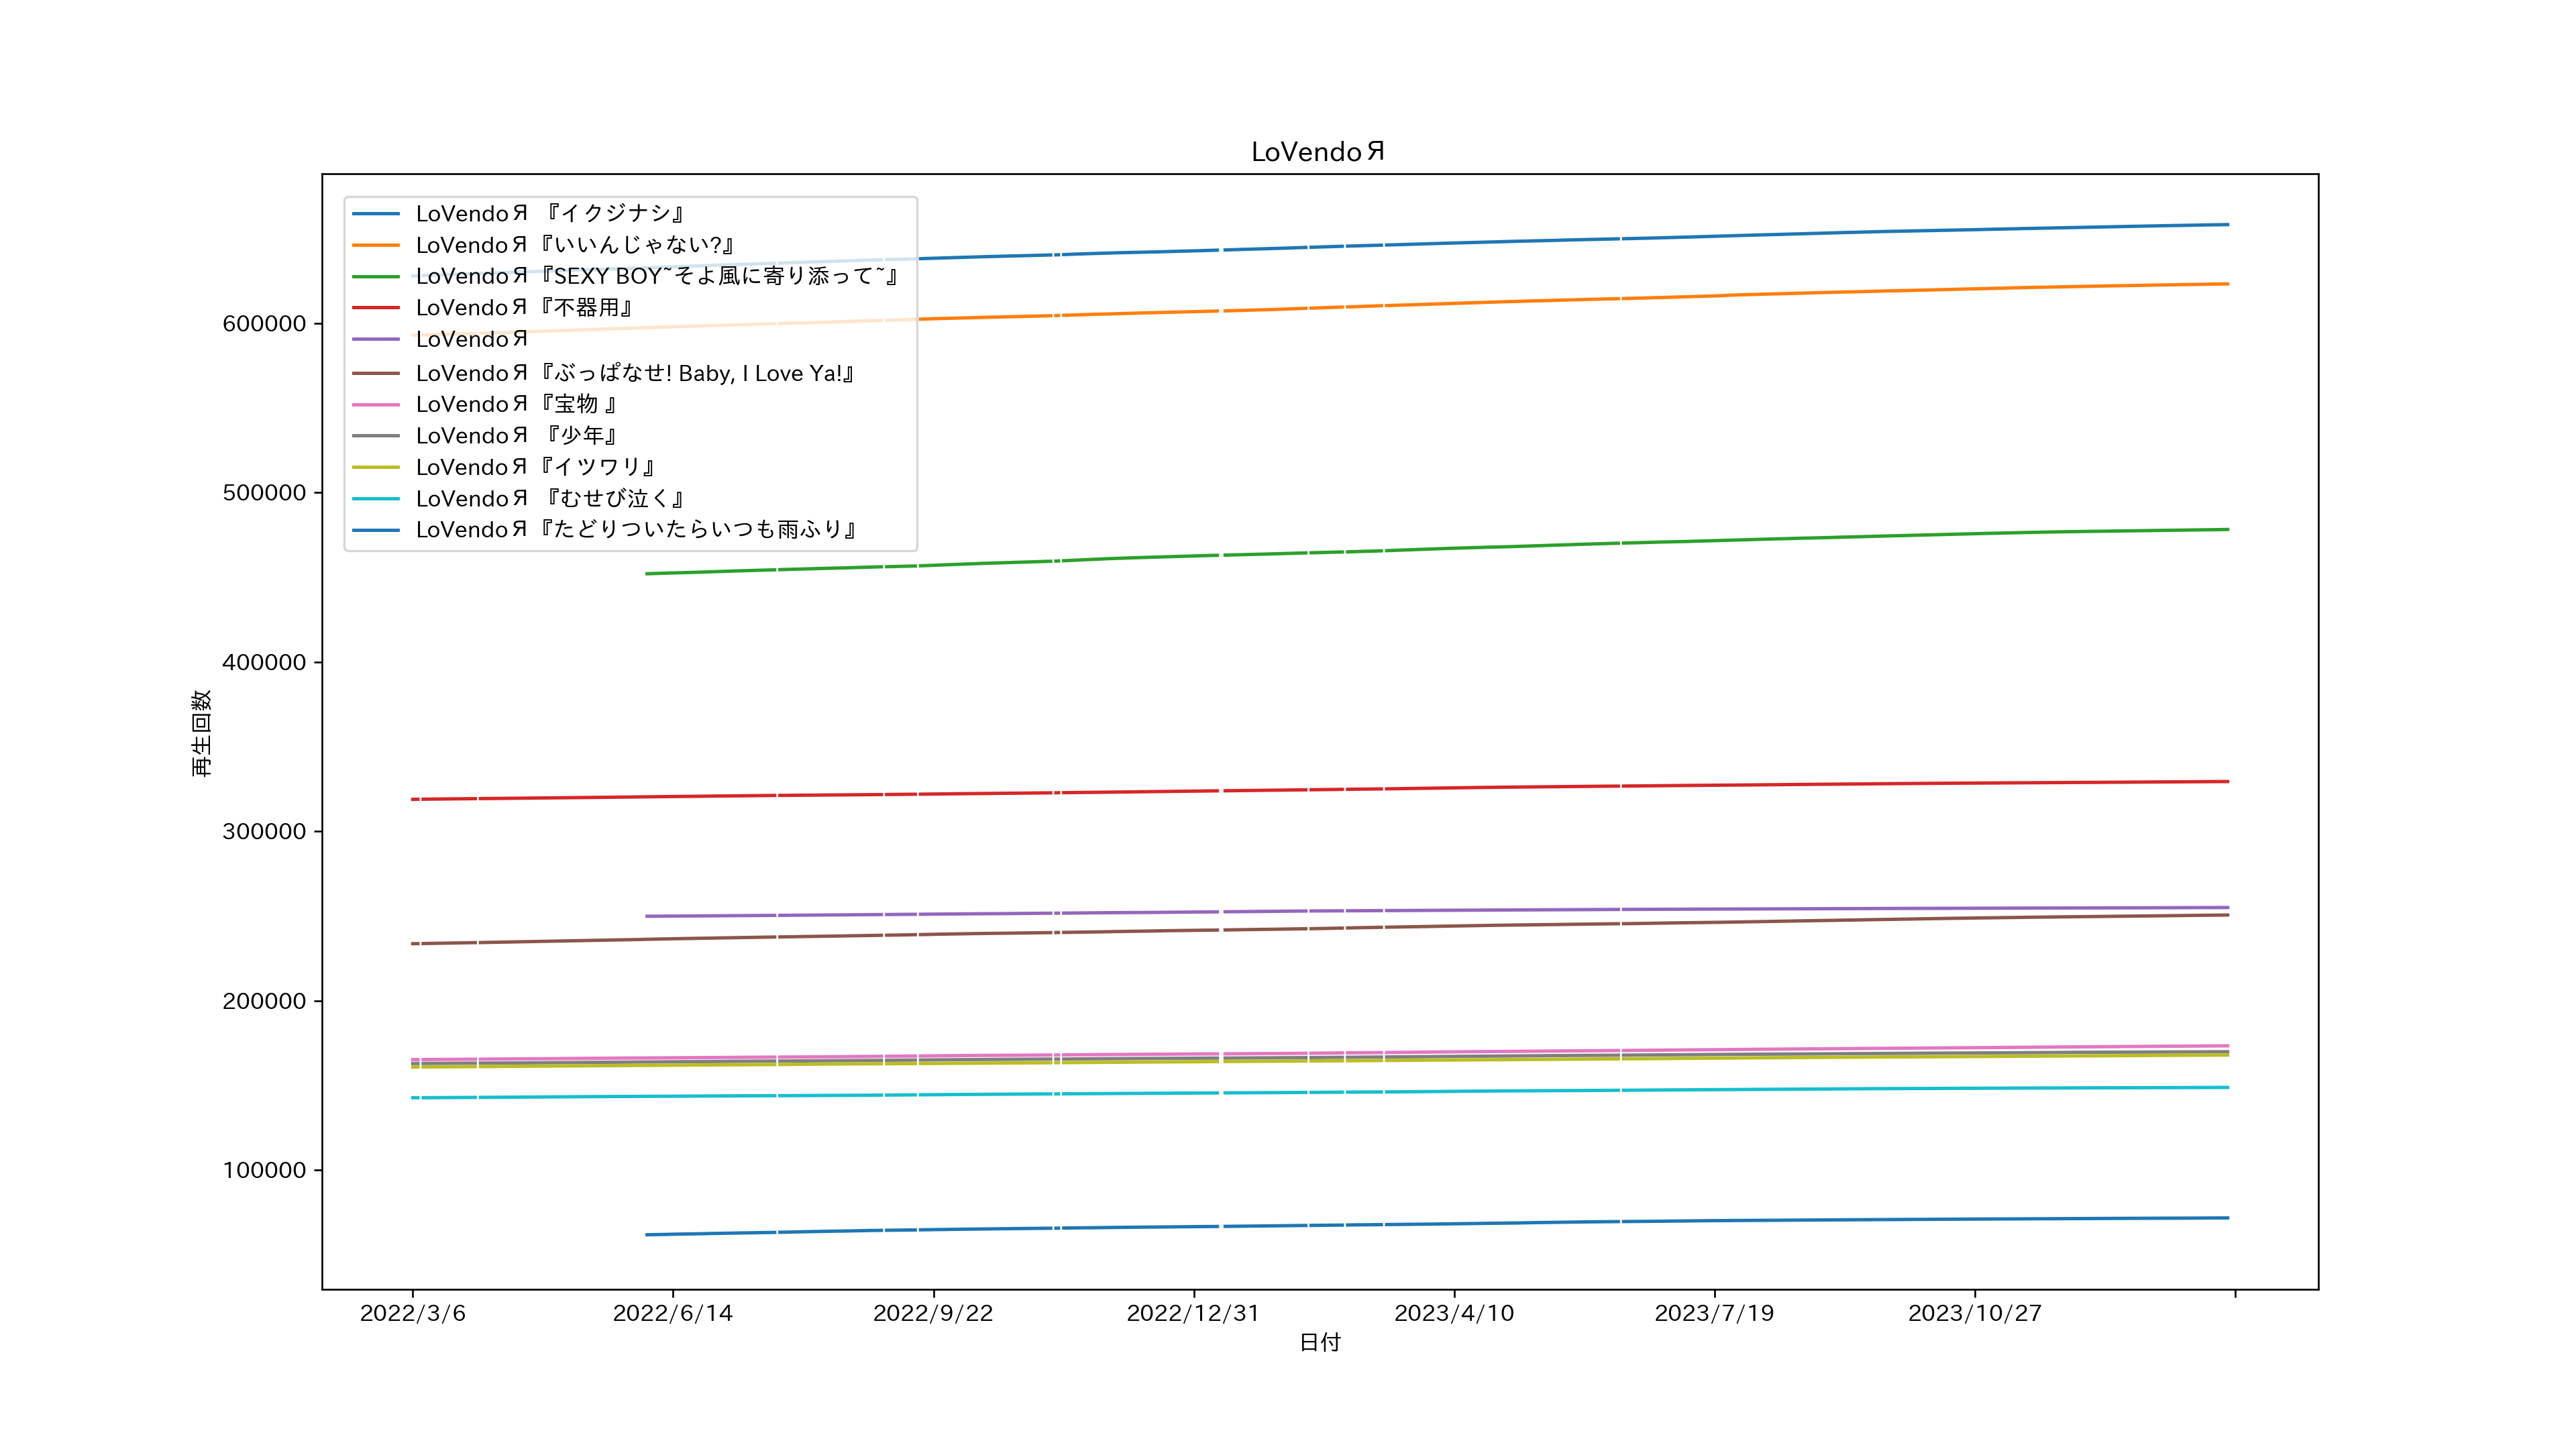 LoVendoЯ
LoVendoЯ 『イクジナシ』
LoVendoЯ『いいんじゃない?』
LoVendoЯ『SEXY BOY~そよ風に寄り添って~』
LoVendoЯ『不器用』
LoVendoЯ
LoVendoЯ『ぶっぱなせ! Baby, I Love Ya!』
LoVendoЯ『宝物 』
LoVendoЯ 『少年』
LoVendoЯ『イツワリ』
LoVendoЯ 『むせび泣く』
LoVendoЯ『たどりついたらいつも雨ふり』
600000
500000
400000
300000
200000
100000
再生回数
2022/3/6
2022/6/14
2022/9/22
2022/12/31
2023/4/10
2023/7/19
2023/10/27
日付